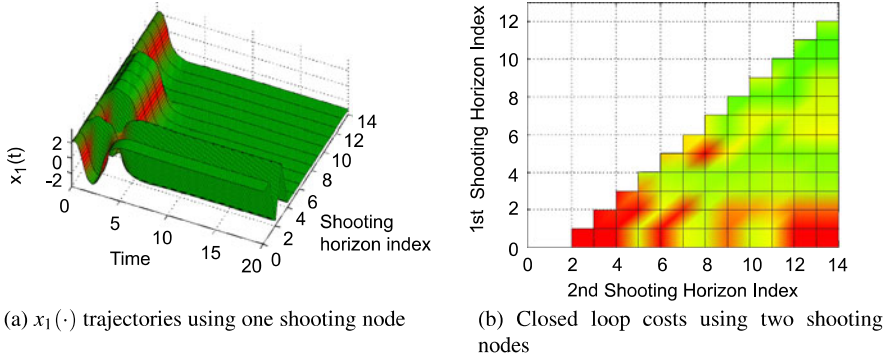 x₁(t)
2
0
-2
0
5
10
15
20
Time
0
2
4
6
8
10
12
14
Shooting
horizon index
(a) x₁(·) trajectories using one shooting node
1st Shooting Horizon Index
12
10
8
6
4
2
0
0 2 4 6 8 10 12 14
2nd Shooting Horizon Index
(b) Closed loop costs using two shooting
nodes